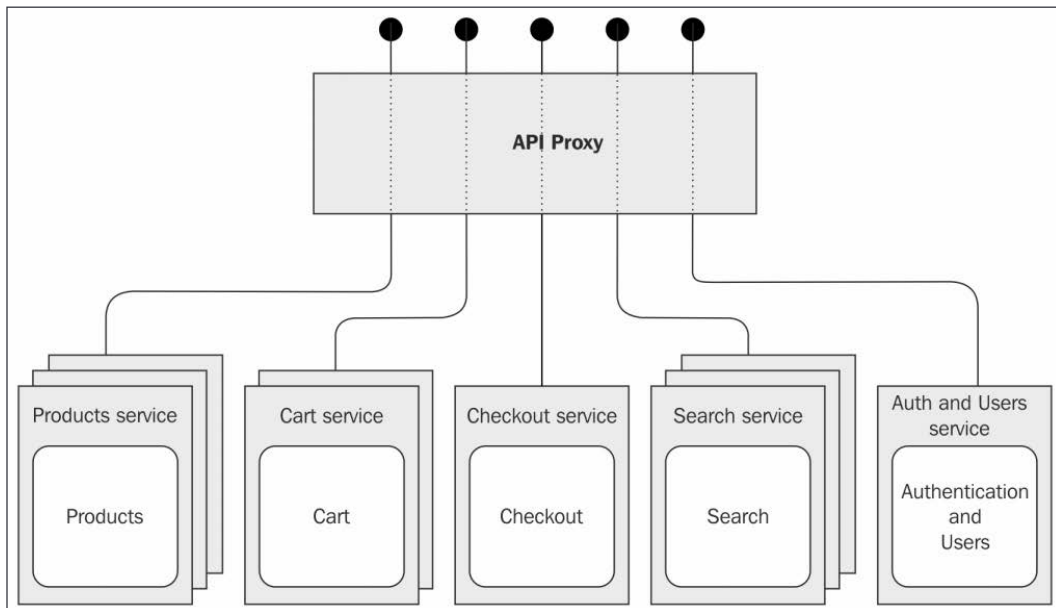 API Proxy
Products service
Products
Cart service
Cart
Checkout service
Checkout
Search service
Search
Auth and Users
service
Authentication
and
Users